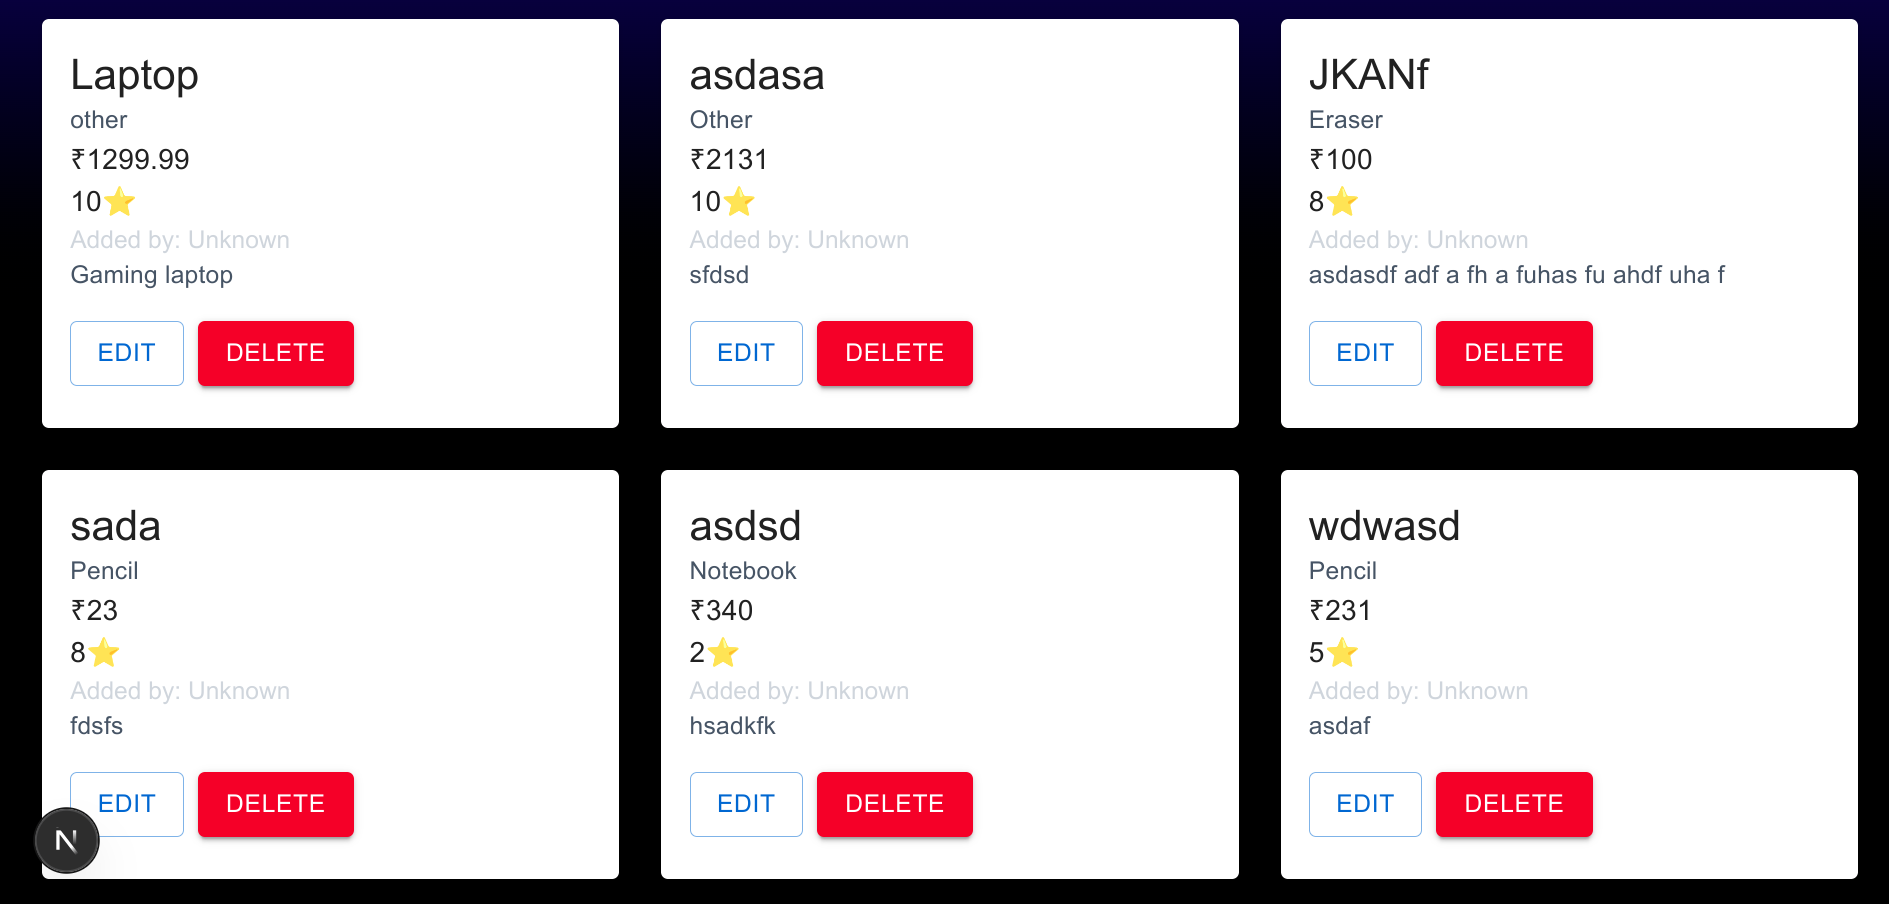 Laptop
other
₹1299.99
10⭐
Added by: Unknown
Gaming laptop
EDIT
DELETE
asdasa
Other
₹2131
10⭐
Added by: Unknown
sfdsd
EDIT
DELETE
JKANf
Eraser
₹100
8⭐
Added by: Unknown
asdasdf adf a fh a fuhas fu ahdf uha f
EDIT
DELETE
sada
Pencil
₹23
8⭐
Added by: Unknown
fdsfs
EDIT
DELETE
N
asdsd
Notebook
₹340
2⭐
Added by: Unknown
hsadkfk
EDIT
DELETE
wdwasd
Pencil
₹231
5⭐
Added by: Unknown
asdaf
EDIT
DELETE